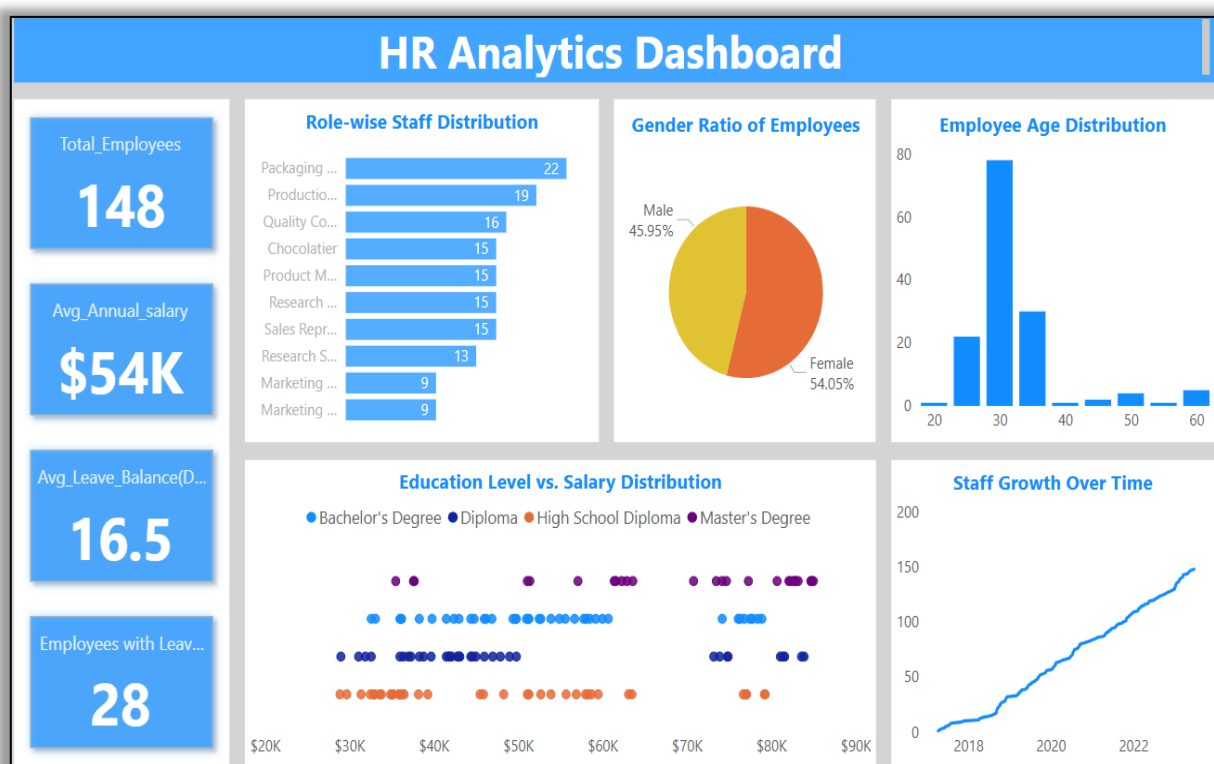 HR Analytics Dashboard
Total_Employees
148
Avg_Annual_salary
$54K
Avg_Leave_Balance(D...
16.5
Employees with Leav...
28
Role-wise Staff Distribution
Packaging ... 22
Productio... 19
Quality Co... 16
Chocolatier 15
Product M... 15
Research ... 15
Sales Repr... 15
Research S... 13
Marketing ... 9
Marketing ... 9
Gender Ratio of Employees
Male
45.95%
Female
54.05%
Employee Age Distribution
80
60
40
20
0
20 30 40 50 60
Education Level vs. Salary Distribution
Bachelor's Degree Diploma High School Diploma Master's Degree
$20K $30K $40K $50K $60K $70K $80K $90K
Staff Growth Over Time
200
150
100
50
0
2018 2020 2022